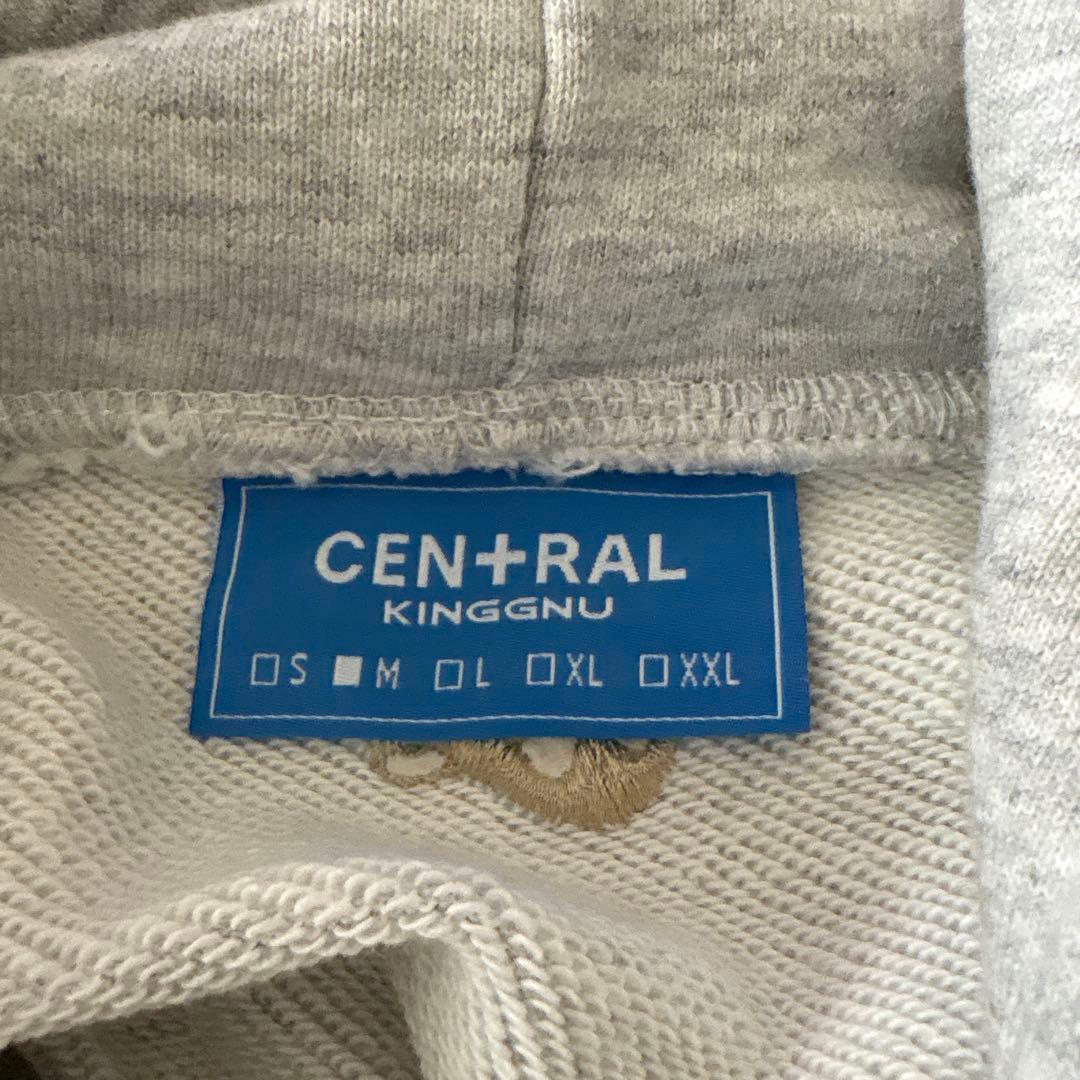 CEN+RAL
KINGGNU
□S ■M □L □XL □XXL